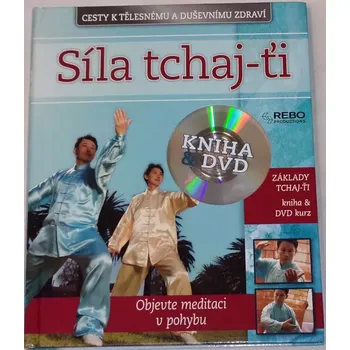 CESTY K TĚLESNÉMU A DUŠEVNÍMU ZDRAVÍ
Síla tchaj-ťi
REBO
PRODUCTIONS
KNIHA
& DVD
ZÁKLADY
TCHAJ-ŤI
kniha &
DVD kurz
Objevte meditaci
v pohybu